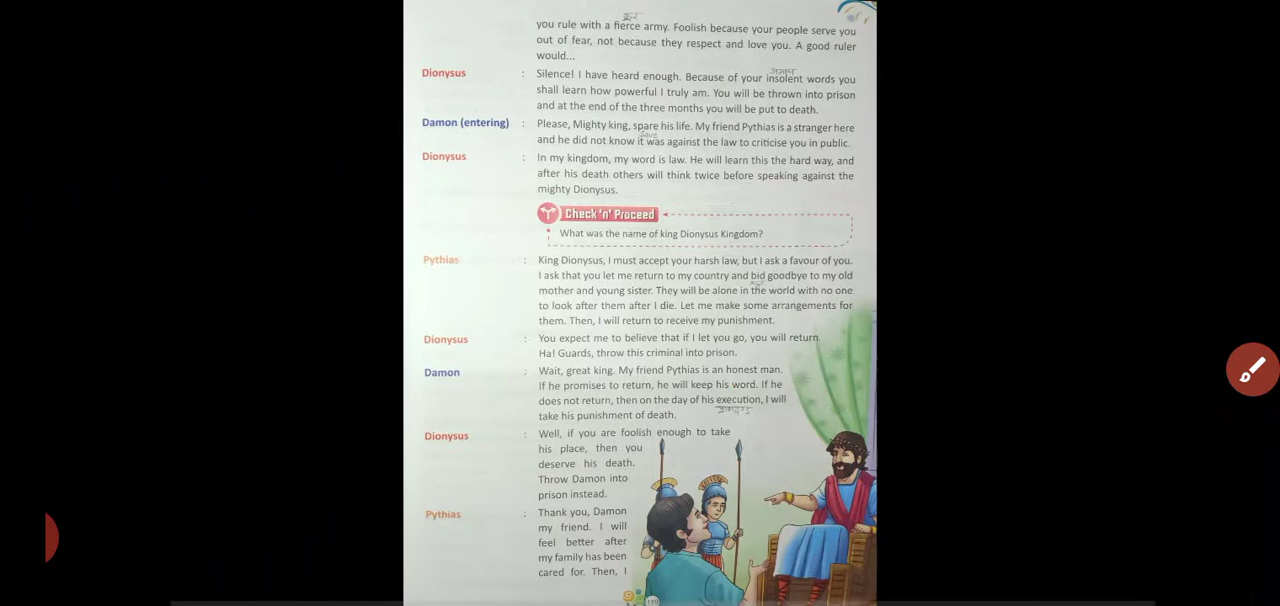 क्रूर
you rule with a fierce army. Foolish because your people serve you
out of fear, not because they respect and love you. A good ruler
would...
Dionysus : Silence! I have heard enough. Because of your insolent words you
shall learn how powerful I truly am. You will be thrown into prison
and at the end of the three months you will be put to death.
Damon (entering) : Please, Mighty king, spare his life. My friend Pythias is a stranger here
save
and he did not know it was against the law to criticise you in public.
Dionysus : In my kingdom, my word is law. He will learn this the hard way, and
after his death others will think twice before speaking against the
mighty Dionysus.
Check 'n' Proceed
What was the name of king Dionysus Kingdom?
Pythias : King Dionysus, I must accept your harsh law, but I ask a favour of you.
I ask that you let me return to my country and bid goodbye to my old
mother and young sister. They will be alone in the world with no one
to look after them after I die. Let me make some arrangements for
them. Then, I will return to receive my punishment.
Dionysus : You expect me to believe that if I let you go, you will return.
Ha! Guards, throw this criminal into prison.
Damon : Wait, great king. My friend Pythias is an honest man.
If he promises to return, he will keep his word. If he
does not return, then on the day of his execution, I will
take his punishment of death.
Dionysus : Well, if you are foolish enough to take
his place, then you
deserve his death.
Throw Damon into
prison instead.
Pythias : Thank you, Damon
my friend. I will
feel better after
my family has been
cared for. Then, I
119